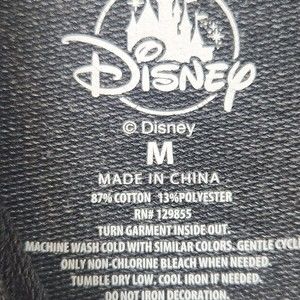 Disney
© Disney
M
MADE IN CHINA
87% COTTON 13%POLYESTER
RN# 129855
TURN GARMENT INSIDE OUT.
MACHINE WASH COLD WITH SIMILAR COLORS. GENTLE CYCLE
ONLY NON-CHLORINE BLEACH WHEN NEEDED.
TUMBLE DRY LOW, COOL IRON IF NEEDED.
DO NOT IRON DECORATION.